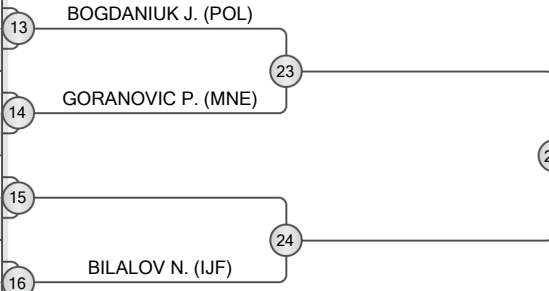 BOGDANIUK J. (POL)
13
23
GORANOVIC P. (MNE)
14
15
24
BILALOV N. (IJF)
16